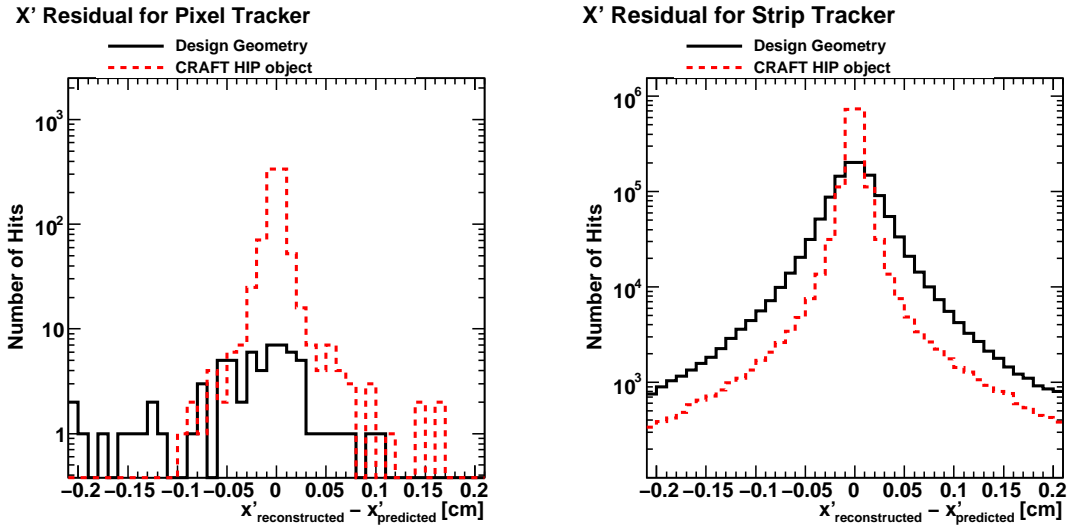 X' Residual for Pixel Tracker
Design Geometry
CRAFT HIP object
10³
10²
10
1
Number of Hits
−0.2 −0.15 −0.1 −0.05 0 0.05 0.1 0.15 0.2
x'reconstructed − x'predicted [cm]
X' Residual for Strip Tracker
Design Geometry
CRAFT HIP object
10⁶
10⁵
10⁴
10³
Number of Hits
−0.2 −0.15 −0.1 −0.05 0 0.05 0.1 0.15 0.2
x'reconstructed − x'predicted [cm]